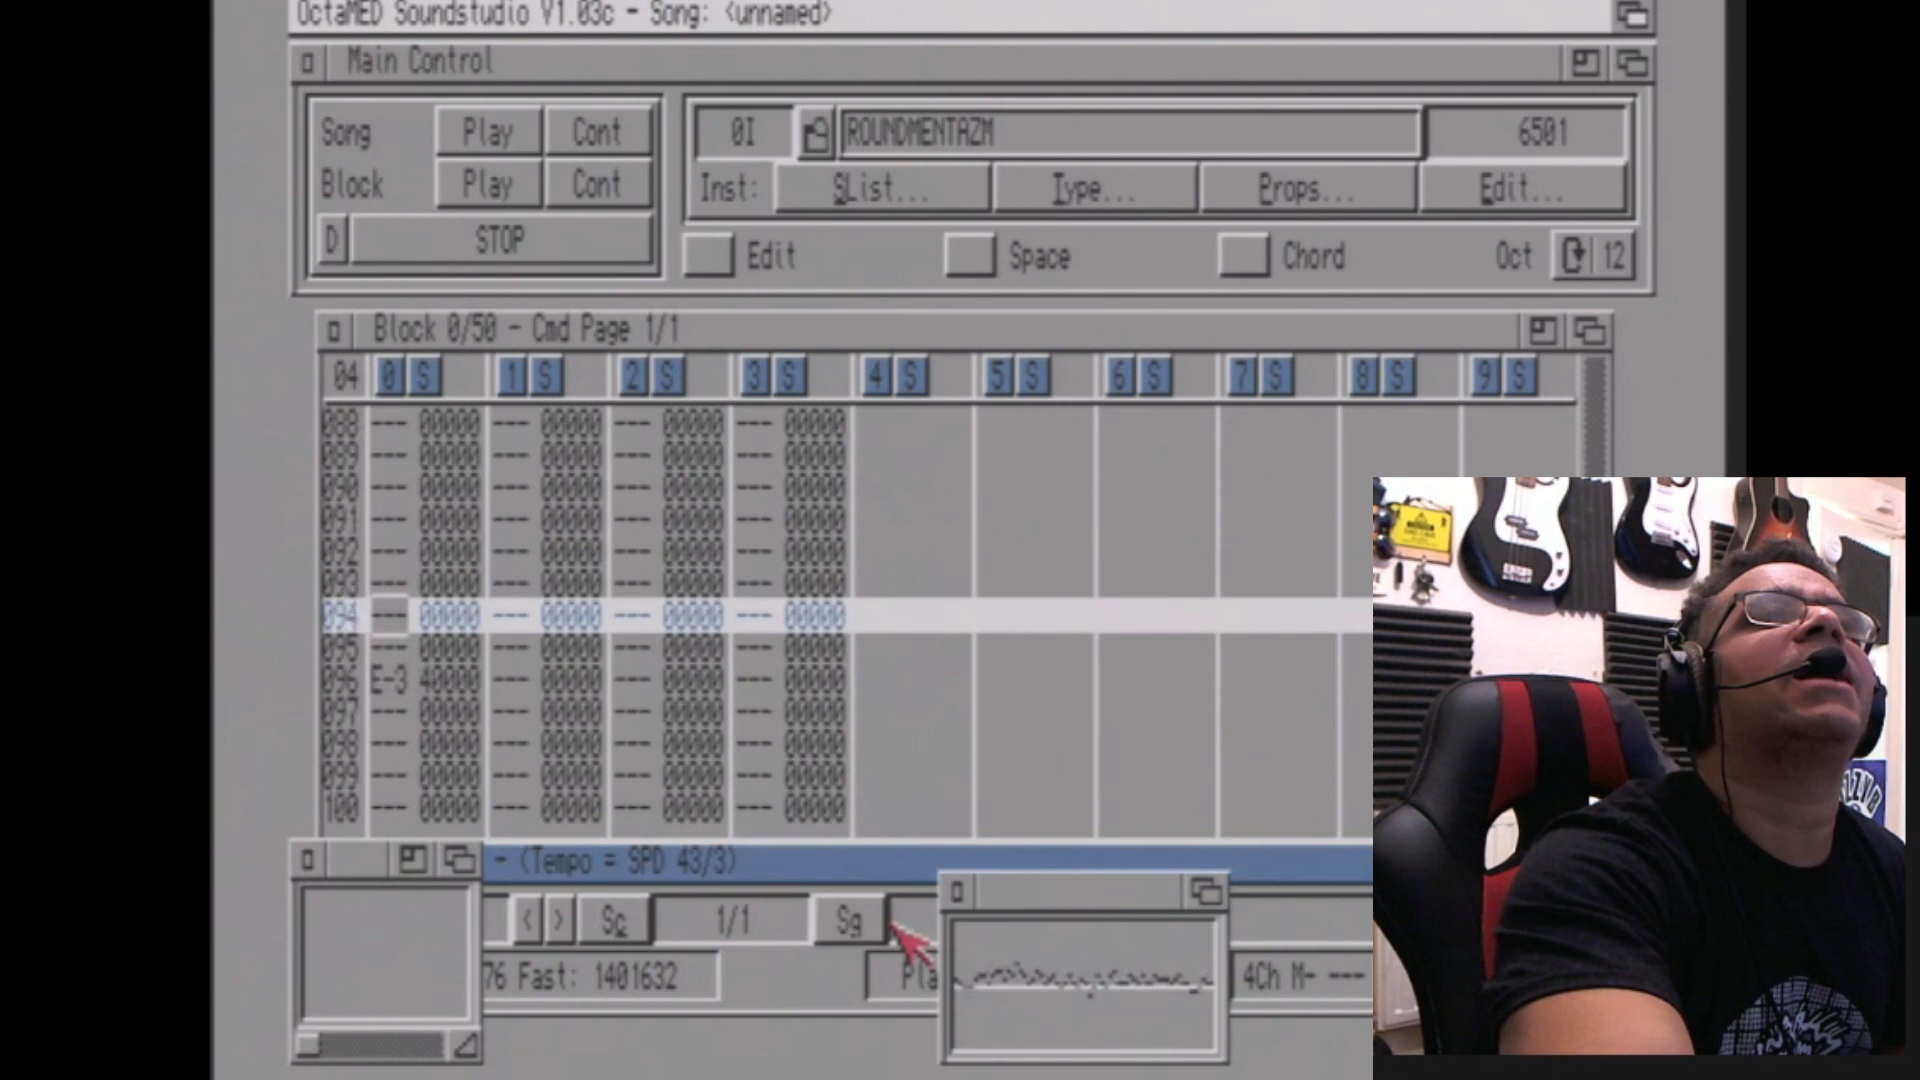 OctaMED Soundstudio V1.03c - Song: <unnamed>
Main Control
Song Play Cont
Block Play Cont
D STOP
0I ROUNDMENTAZM 6501
Inst: SList... Type... Props... Edit...
Edit Space Chord Oct 12
Block 0/50 - Cmd Page 1/1
04 0 S 1 S 2 S 3 S 4 S 5 S 6 S 7 S 8 S 9 S
088 --- 00000 --- 00000 --- 00000 --- 00000
089 --- 00000 --- 00000 --- 00000 --- 00000
090 --- 00000 --- 00000 --- 00000 --- 00000
091 --- 00000 --- 00000 --- 00000 --- 00000
092 --- 00000 --- 00000 --- 00000 --- 00000
093 --- 00000 --- 00000 --- 00000 --- 00000
094 --- 00000 --- 00000 --- 00000 --- 00000
095 --- 00000 --- 00000 --- 00000 --- 00000
096 E-3 40000 --- 00000 --- 00000 --- 00000
097 --- 00000 --- 00000 --- 00000 --- 00000
098 --- 00000 --- 00000 --- 00000 --- 00000
099 --- 00000 --- 00000 --- 00000 --- 00000
100 --- 00000 --- 00000 --- 00000 --- 00000
- (Tempo = SPD 43/3)
< > Sc 1/1 Sg
76 Fast: 1401632 Pla 4Ch M- ---